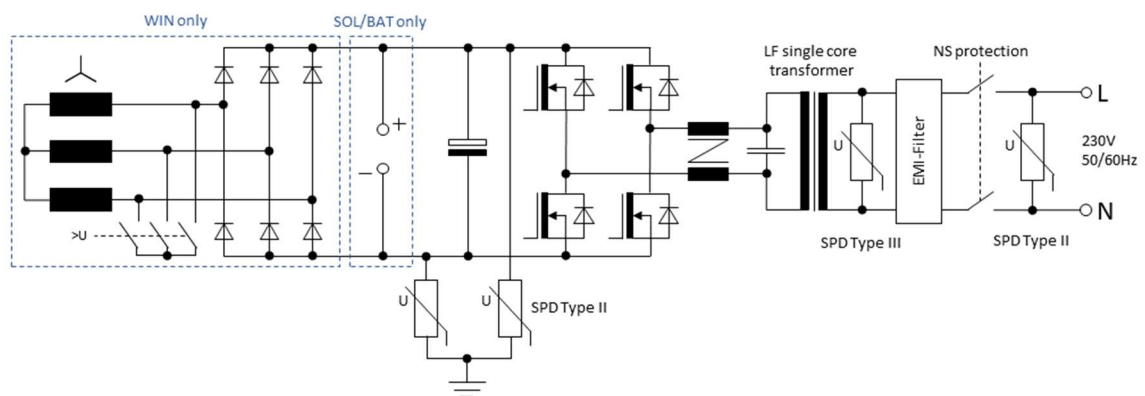 WIN only
SOL/BAT only
LF single core
transformer
NS protection
L
+
U
EMI-Filter
U
230V
50/60Hz
−
>U
N
SPD Type III
SPD Type II
U
U
SPD Type II